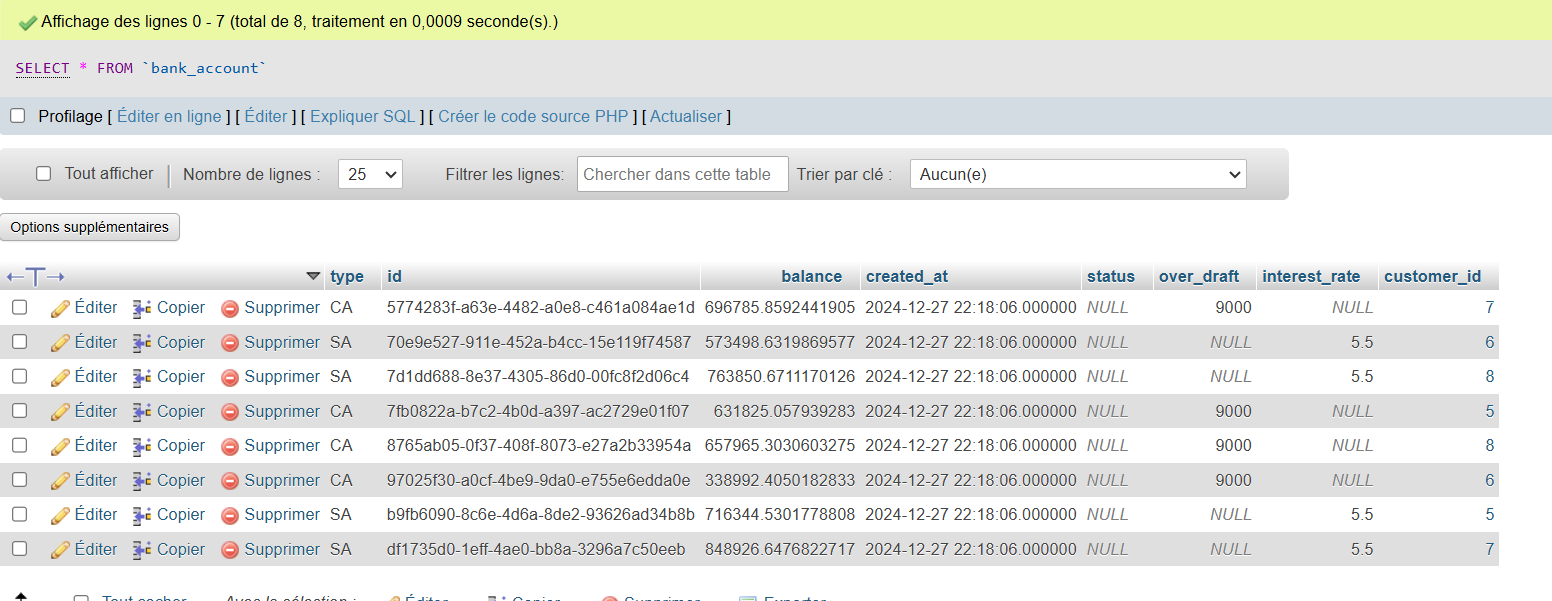 Affichage des lignes 0 - 7 (total de 8, traitement en 0,0009 seconde(s).)
SELECT * FROM `bank_account`
Profilage [ Éditer en ligne ] [ Éditer ] [ Expliquer SQL ] [ Créer le code source PHP ] [ Actualiser ]
Tout afficher | Nombre de lignes : 25 Filtrer les lignes: Chercher dans cette table Trier par clé : Aucun(e)
Options supplémentaires
type id balance created_at status over_draft interest_rate customer_id
Éditer Copier Supprimer CA 5774283f-a63e-4482-a0e8-c461a084ae1d 696785.8592441905 2024-12-27 22:18:06.000000 NULL 9000 NULL 7
Éditer Copier Supprimer SA 70e9e527-911e-452a-b4cc-15e119f74587 573498.6319869577 2024-12-27 22:18:06.000000 NULL NULL 5.5 6
Éditer Copier Supprimer SA 7d1dd688-8e37-4305-86d0-00fc8f2d06c4 763850.6711170126 2024-12-27 22:18:06.000000 NULL NULL 5.5 8
Éditer Copier Supprimer CA 7fb0822a-b7c2-4b0d-a397-ac2729e01f07 631825.057939283 2024-12-27 22:18:06.000000 NULL 9000 NULL 5
Éditer Copier Supprimer CA 8765ab05-0f37-408f-8073-e27a2b33954a 657965.3030603275 2024-12-27 22:18:06.000000 NULL 9000 NULL 8
Éditer Copier Supprimer CA 97025f30-a0cf-4be9-9da0-e755e6edda0e 338992.4050182833 2024-12-27 22:18:06.000000 NULL 9000 NULL 6
Éditer Copier Supprimer SA b9fb6090-8c6e-4d6a-8de2-93626ad34b8b 716344.5301778808 2024-12-27 22:18:06.000000 NULL NULL 5.5 5
Éditer Copier Supprimer SA df1735d0-1eff-4ae0-bb8a-3296a7c50eeb 848926.6476822717 2024-12-27 22:18:06.000000 NULL NULL 5.5 7
Tout cocher Avec la sélection : Éditer Copier Supprimer Exporter